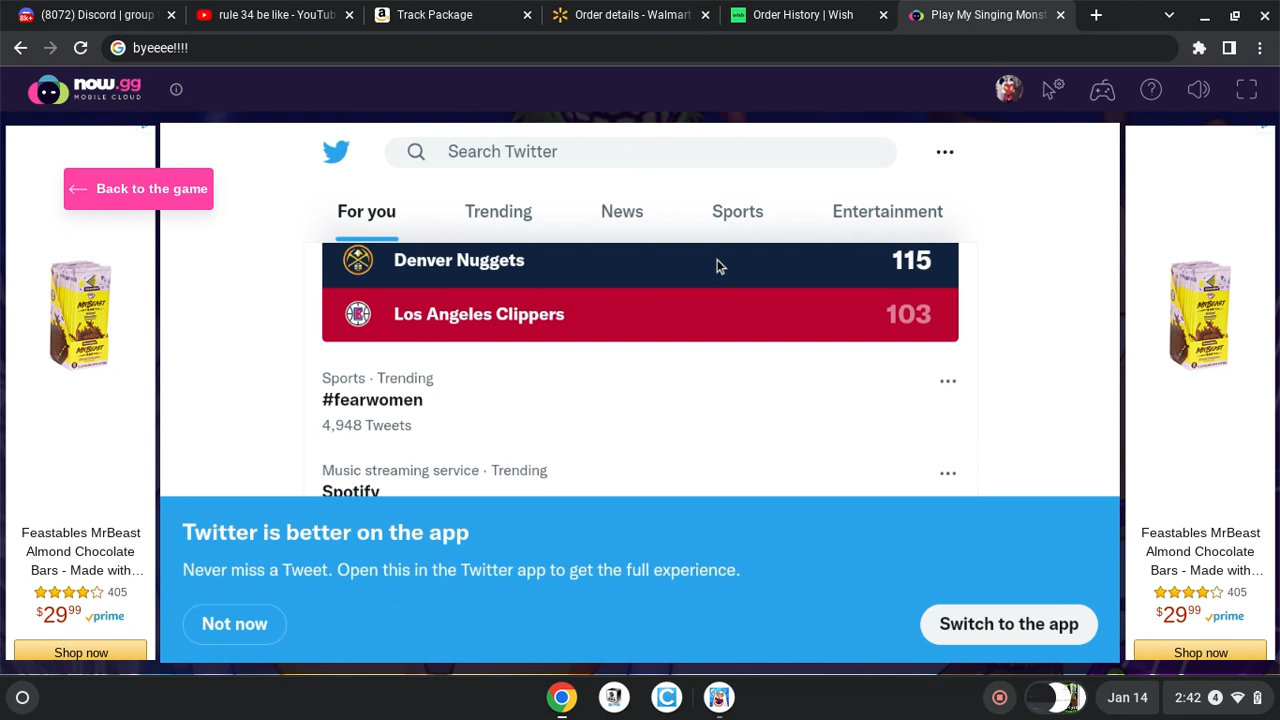 (8072) Discord | group
rule 34 be like - YouTub
Track Package
Order details - Walmart
Order History | Wish
Play My Singing Monst
byeeee!!!!
now.gg
MOBILE CLOUD
Search Twitter
Back to the game
For you
Trending
News
Sports
Entertainment
Denver Nuggets
115
Los Angeles Clippers
103
Sports · Trending
#fearwomen
4,948 Tweets
Music streaming service · Trending
Spotify
Feastables MrBeast
Almond Chocolate
Bars - Made with...
405
$29.99 prime
Shop now
Twitter is better on the app
Never miss a Tweet. Open this in the Twitter app to get the full experience.
Not now
Switch to the app
Feastables MrBeast
Almond Chocolate
Bars - Made with...
405
$29.99 prime
Shop now
Jan 14
2:42
4